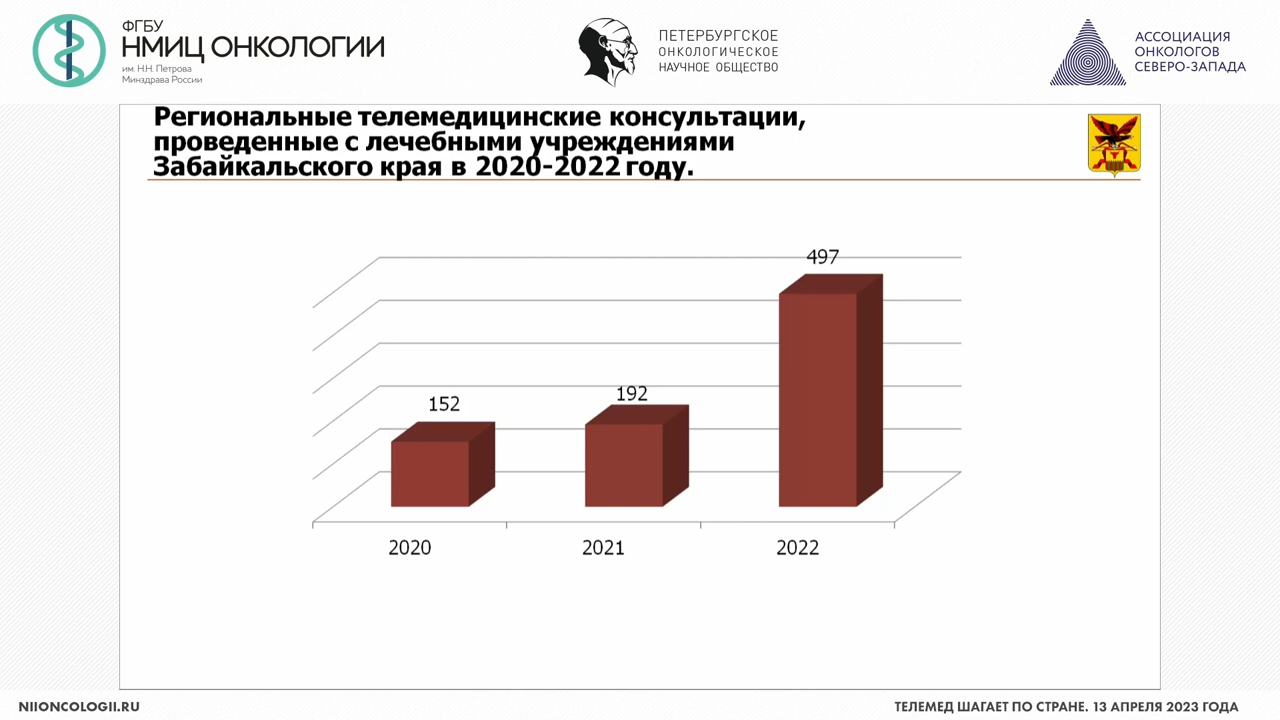 ФГБУ
НМИЦ ОНКОЛОГИИ
им. Н.Н. Петрова
Минздрава России
ПЕТЕРБУРГСКОЕ
ОНКОЛОГИЧЕСКОЕ
НАУЧНОЕ ОБЩЕСТВО
АССОЦИАЦИЯ
ОНКОЛОГОВ
СЕВЕРО-ЗАПАДА
Региональные телемедицинские консультации,
проведенные с лечебными учреждениями
Забайкальского края в 2020-2022 году.
497
192
152
2020
2021
2022
NIIONCOLOGII.RU
ТЕЛЕМЕД ШАГАЕТ ПО СТРАНЕ. 13 АПРЕЛЯ 2023 ГОДА